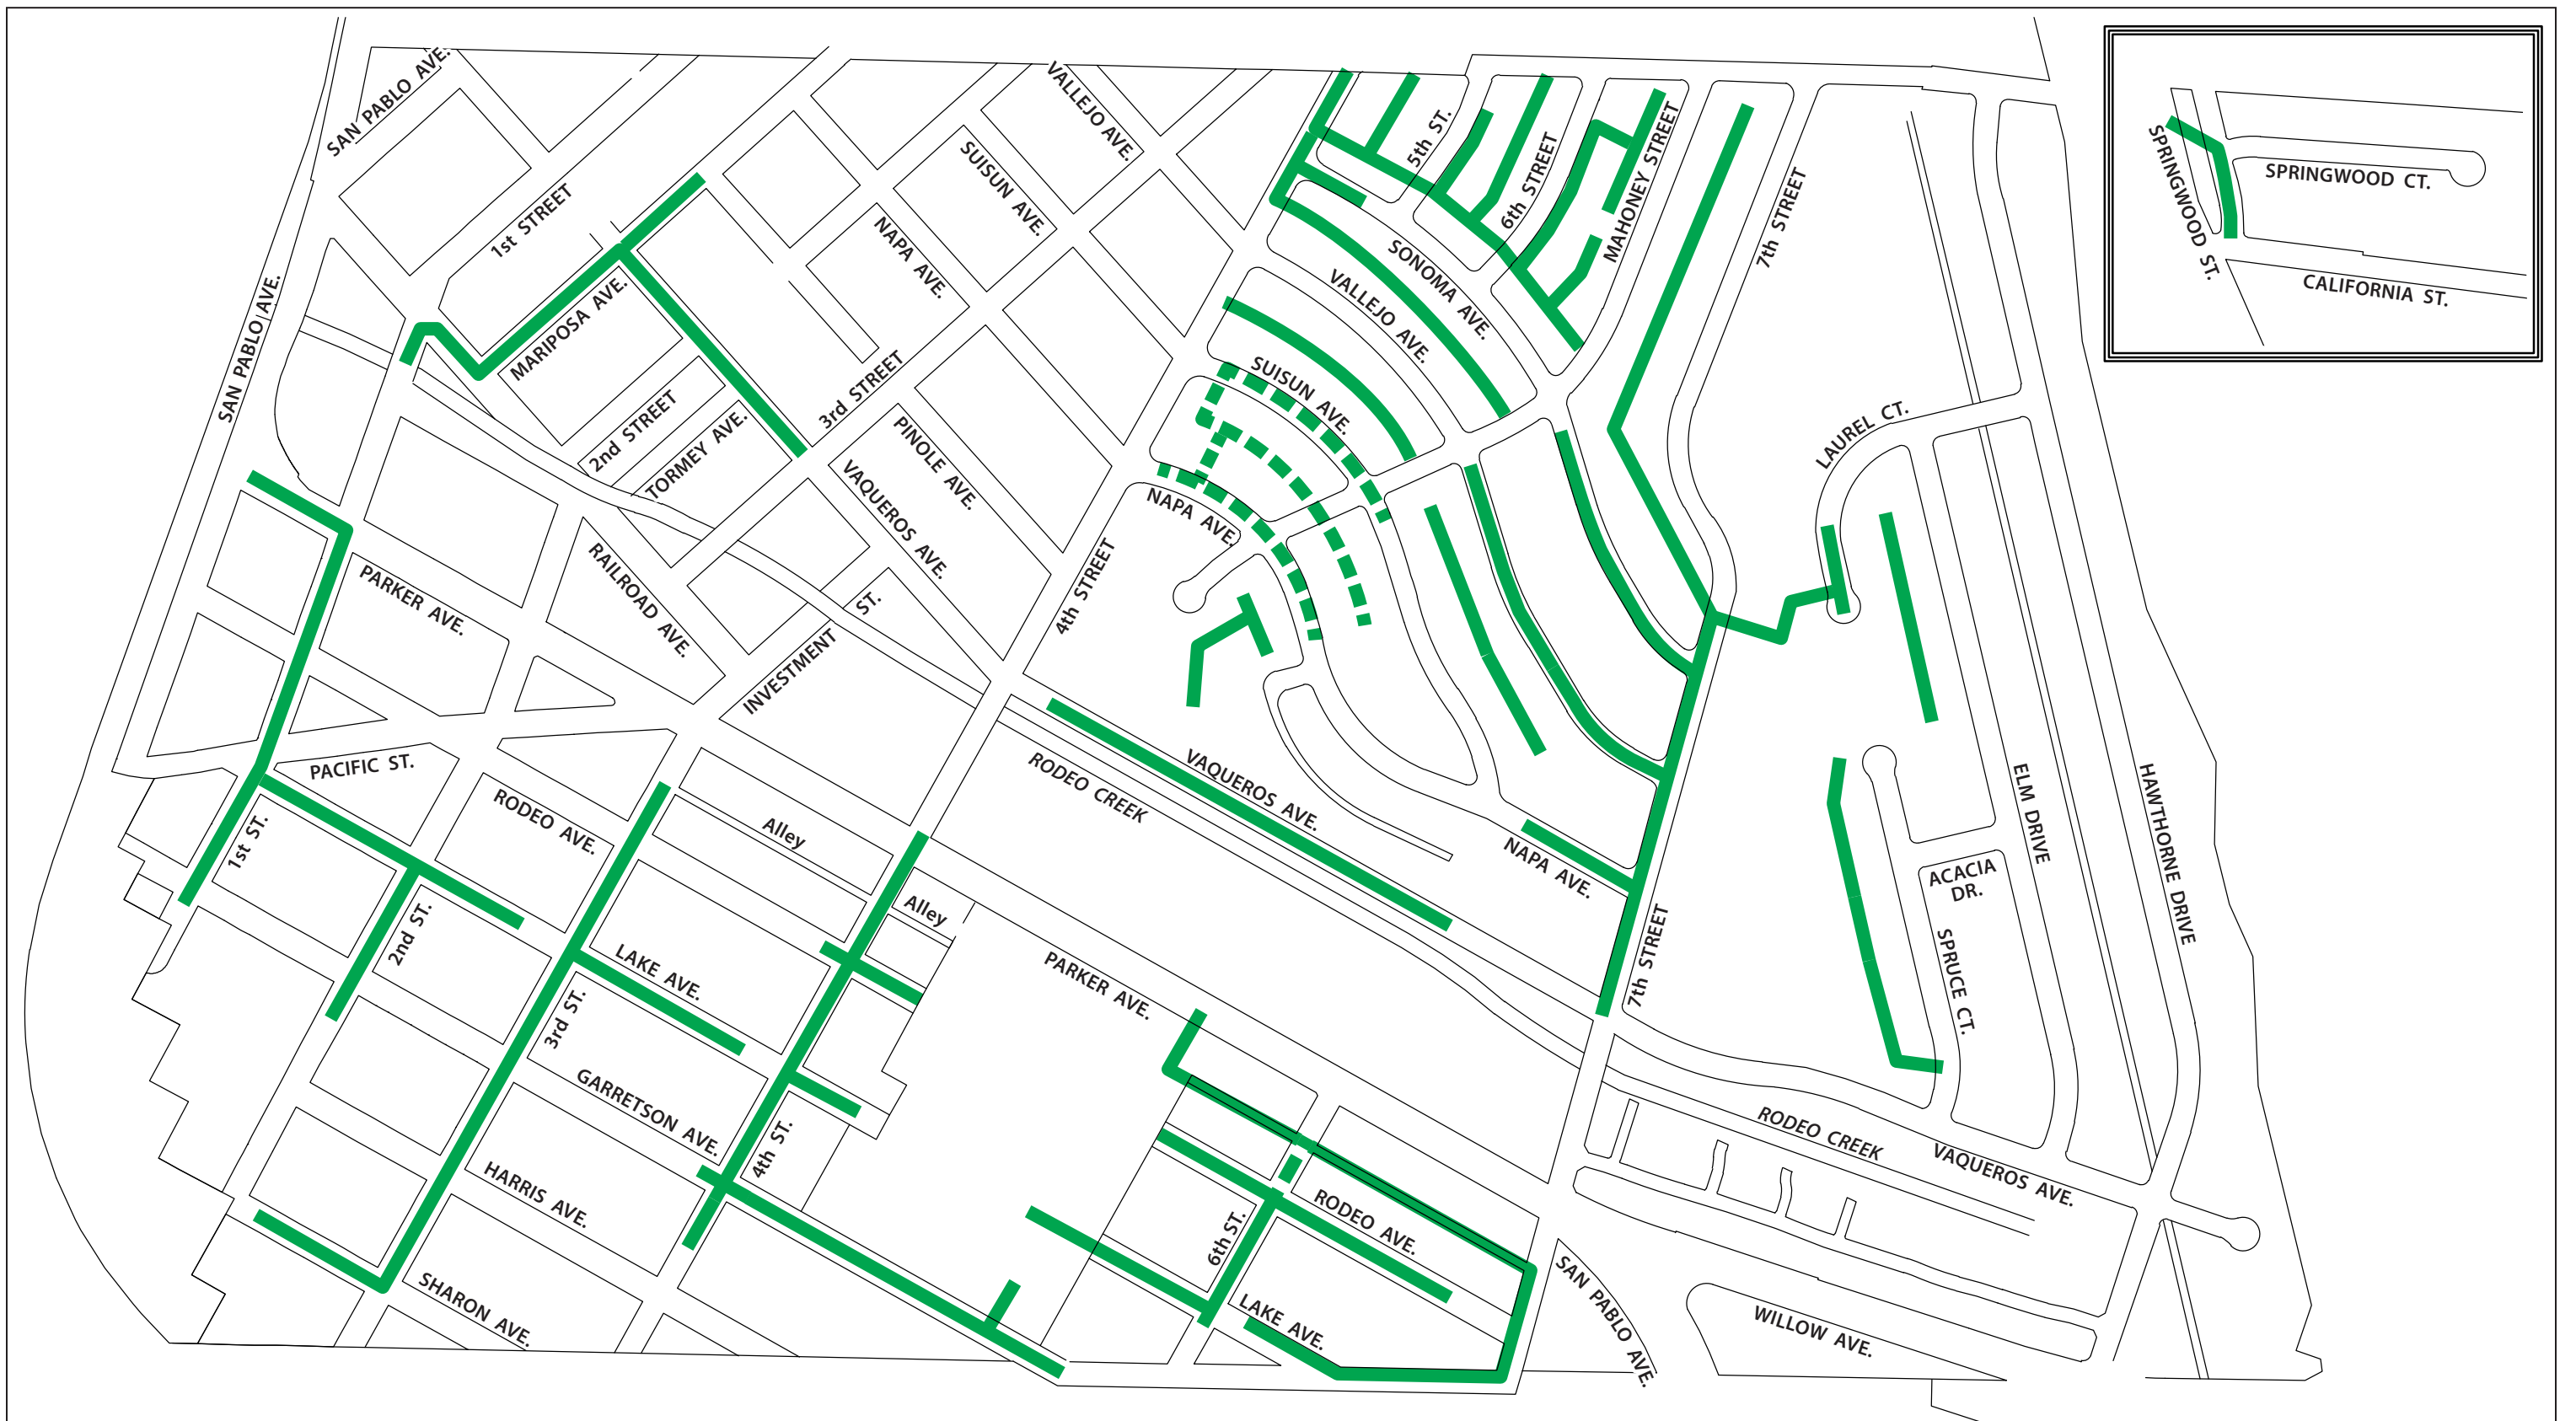 SAN PABLO AVE.
VALLEJO AVE.
5th ST.
6th STREET
MAHONEY STREET
7th STREET
SPRINGWOOD ST.
SPRINGWOOD CT.
CALIFORNIA ST.
1st STREET
SUISUN AVE.
NAPA AVE.
SONOMA AVE.
VALLEJO AVE.
SAN PABLO AVE.
MARIPOSA AVE.
3rd STREET
SUISUN AVE.
2nd STREET
TORMEY AVE.
PINOLE AVE.
VAQUEROS AVE.
NAPA AVE.
LAUREL CT.
PARKER AVE.
RAILROAD AVE.
INVESTMENT ST.
4th STREET
PACIFIC ST.
RODEO AVE.
RODEO CREEK
VAQUEROS AVE.
ELM DRIVE
HAWTHORNE DRIVE
1st ST.
Alley
Alley
NAPA AVE.
ACACIA
DR.
2nd ST.
LAKE AVE.
PARKER AVE.
7th STREET
SPRUCE CT.
3rd ST.
GARRETSON AVE.
4th ST.
HARRIS AVE.
RODEO CREEK
VAQUEROS AVE.
6th ST.
RODEO AVE.
SHARON AVE.
LAKE AVE.
SAN PABLO AVE.
WILLOW AVE.